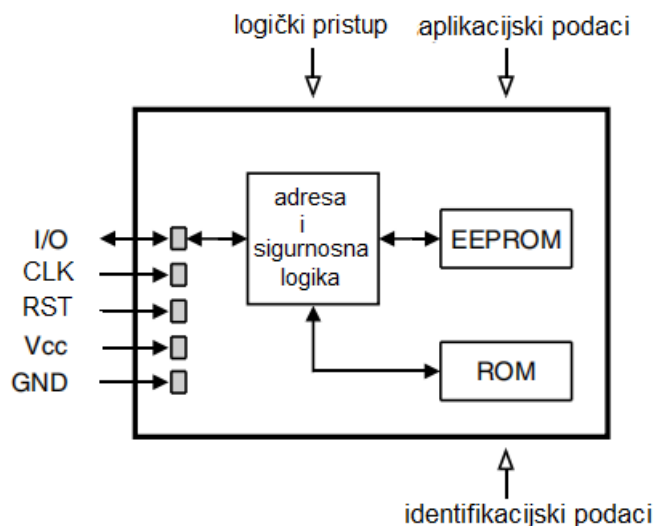 logički pristup
aplikacijski podaci
adresa
i
sigurnosna
logika
EEPROM
ROM
I/O
CLK
RST
Vcc
GND
identifikacijski podaci